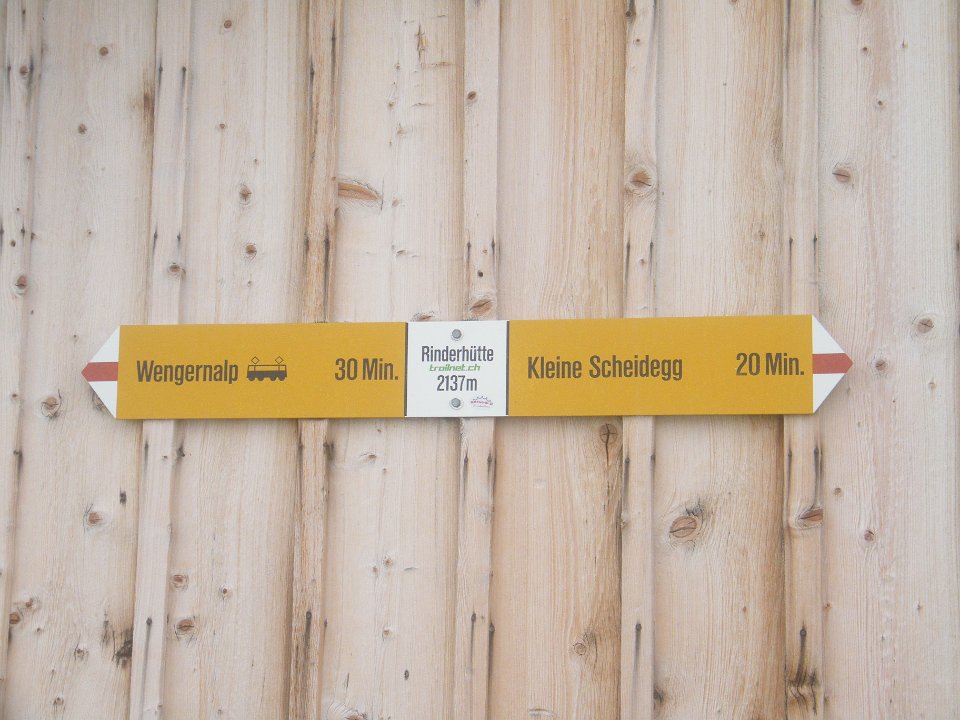 Wengernalp 30 Min.
Rinderhütte
trailnet.ch
2137m
Kleine Scheidegg 20 Min.